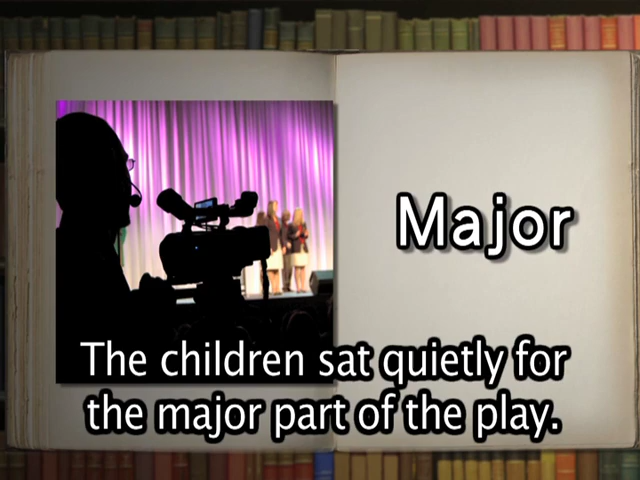 Major
The children sat quietly for
the major part of the play.